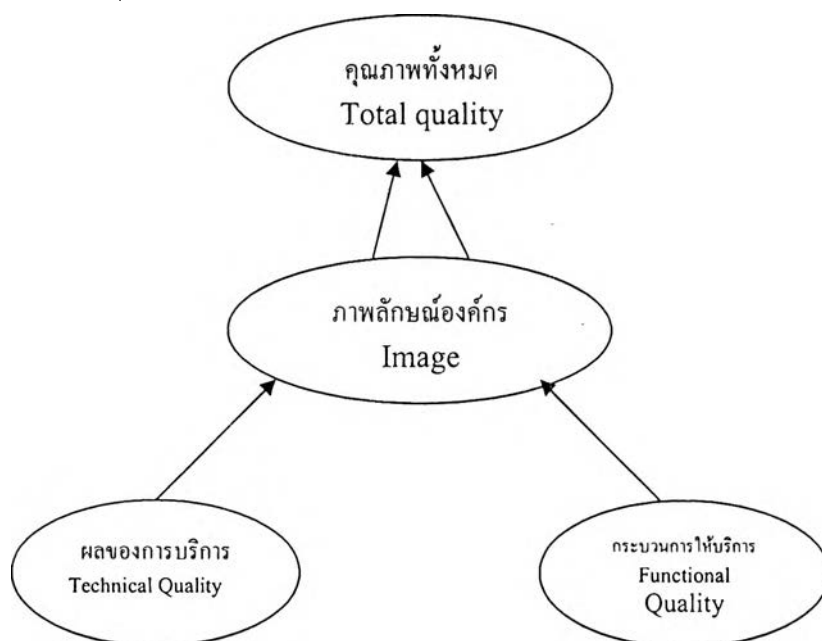 คุณภาพทั้งหมด
Total quality
ภาพลักษณ์องค์กร
Image
ผลของการบริการ
Technical Quality
กระบวนการให้บริการ
Functional
Quality